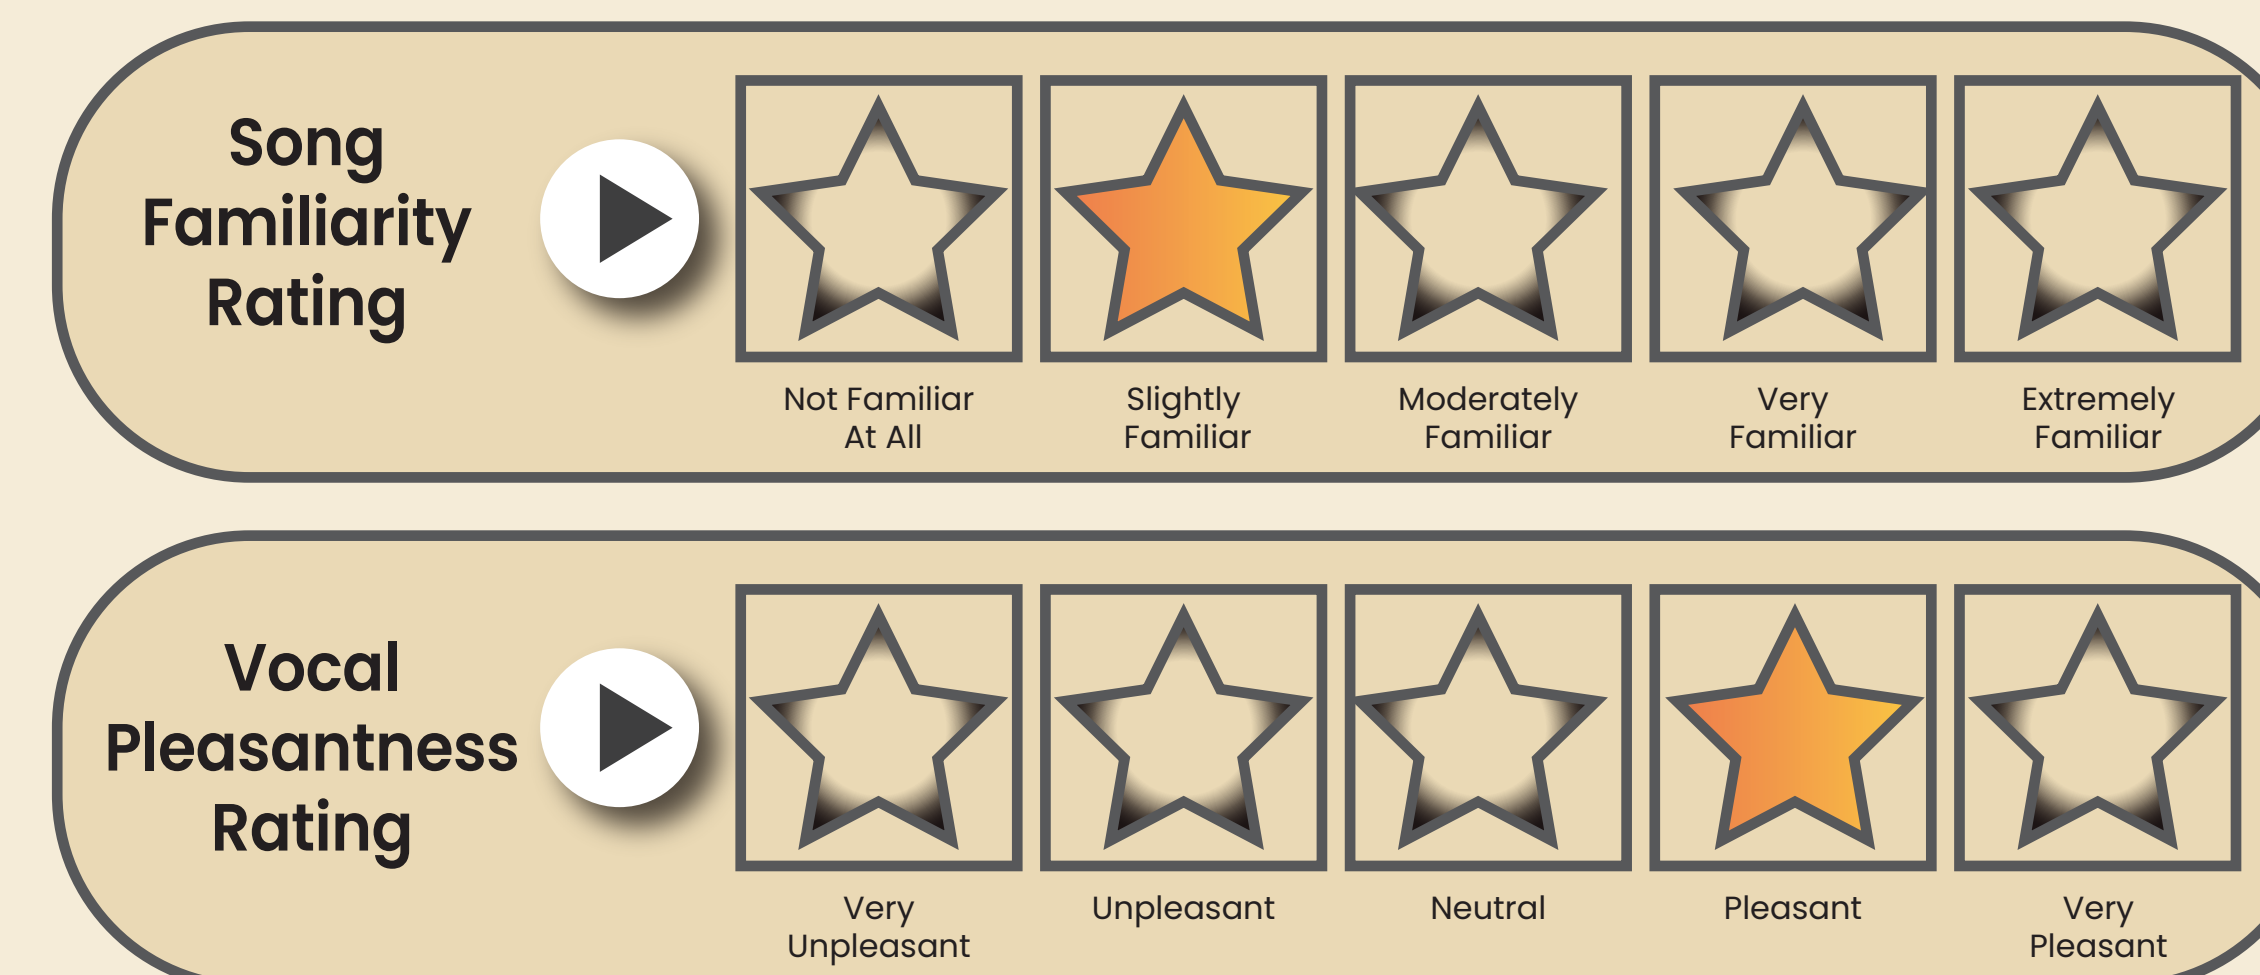 Song
Familiarity
Rating
Not Familiar
At All
Slightly
Familiar
Moderately
Familiar
Very
Familiar
Extremely
Familiar
Vocal
Pleasantness
Rating
Very
Unpleasant
Unpleasant
Neutral
Pleasant
Very
Pleasant